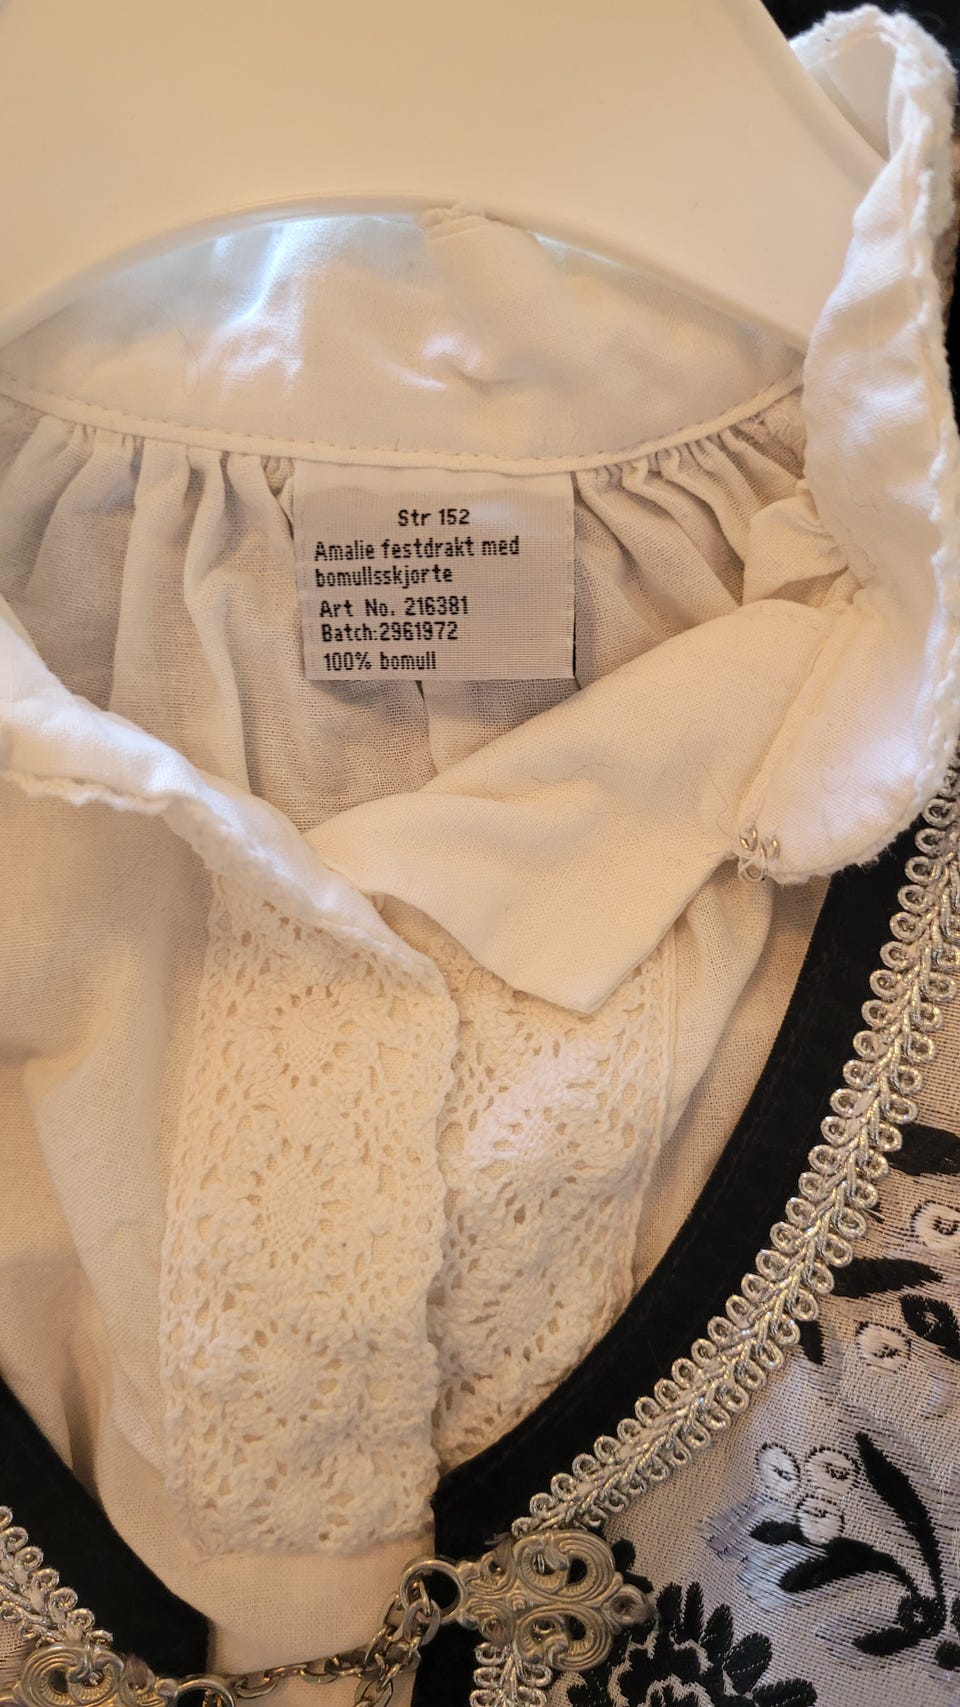 Str 152
Amalie festdrakt med
bomullsskjorte
Art No. 216381
Batch:2961972
100% bomull